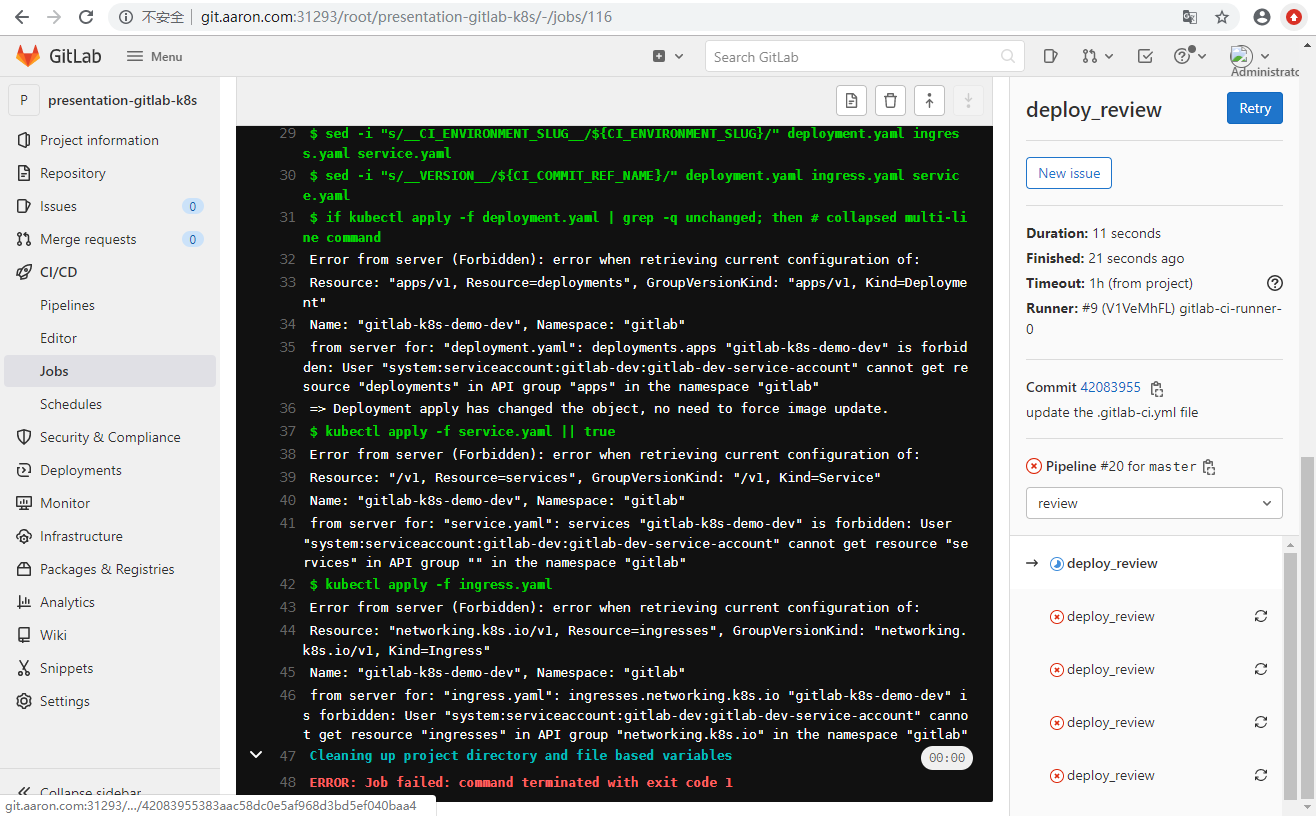 不安全 git.aaron.com:31293/root/presentation-gitlab-k8s/-/jobs/116
GitLab Menu Search GitLab
Administrato
P presentation-gitlab-k8s
Project information
Repository
Issues 0
Merge requests 0
CI/CD
Pipelines
Editor
Jobs
Schedules
Security & Compliance
Deployments
Monitor
Infrastructure
Packages & Registries
Analytics
Wiki
Snippets
Settings
Collapse sidebar
git.aaron.com:31293/.../42083955383aac58dc0e5af968d3bd5ef040baa4
29 $ sed -i "s/__CI_ENVIRONMENT_SLUG__/${CI_ENVIRONMENT_SLUG}/" deployment.yaml ingres
s.yaml service.yaml
30 $ sed -i "s/__VERSION__/${CI_COMMIT_REF_NAME}/" deployment.yaml ingress.yaml servic
e.yaml
31 $ if kubectl apply -f deployment.yaml | grep -q unchanged; then # collapsed multi-li
ne command
32 Error from server (Forbidden): error when retrieving current configuration of:
33 Resource: "apps/v1, Resource=deployments", GroupVersionKind: "apps/v1, Kind=Deployme
nt"
34 Name: "gitlab-k8s-demo-dev", Namespace: "gitlab"
35 from server for: "deployment.yaml": deployments.apps "gitlab-k8s-demo-dev" is forbid
den: User "system:serviceaccount:gitlab-dev:gitlab-dev-service-account" cannot get re
source "deployments" in API group "apps" in the namespace "gitlab"
36 => Deployment apply has changed the object, no need to force image update.
37 $ kubectl apply -f service.yaml || true
38 Error from server (Forbidden): error when retrieving current configuration of:
39 Resource: "/v1, Resource=services", GroupVersionKind: "/v1, Kind=Service"
40 Name: "gitlab-k8s-demo-dev", Namespace: "gitlab"
41 from server for: "service.yaml": services "gitlab-k8s-demo-dev" is forbidden: User
"system:serviceaccount:gitlab-dev:gitlab-dev-service-account" cannot get resource "se
rvices" in API group "" in the namespace "gitlab"
42 $ kubectl apply -f ingress.yaml
43 Error from server (Forbidden): error when retrieving current configuration of:
44 Resource: "networking.k8s.io/v1, Resource=ingresses", GroupVersionKind: "networking.
k8s.io/v1, Kind=Ingress"
45 Name: "gitlab-k8s-demo-dev", Namespace: "gitlab"
46 from server for: "ingress.yaml": ingresses.networking.k8s.io "gitlab-k8s-demo-dev" i
s forbidden: User "system:serviceaccount:gitlab-dev:gitlab-dev-service-account" canno
t get resource "ingresses" in API group "networking.k8s.io" in the namespace "gitlab"
47 Cleaning up project directory and file based variables 00:00
48 ERROR: Job failed: command terminated with exit code 1
deploy_review Retry
New issue
Duration: 11 seconds
Finished: 21 seconds ago
Timeout: 1h (from project)
Runner: #9 (V1VeMhFL) gitlab-ci-runner-
0
Commit 42083955
update the .gitlab-ci.yml file
Pipeline #20 for master
review
deploy_review
deploy_review
deploy_review
deploy_review
deploy_review